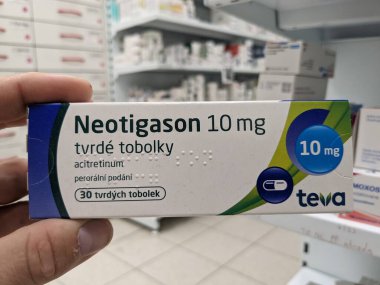 Neotigason 10 mg
tvrdé tobolky
acitretinum
perorální podání
30 tvrdých tobolek
10 mg
teva